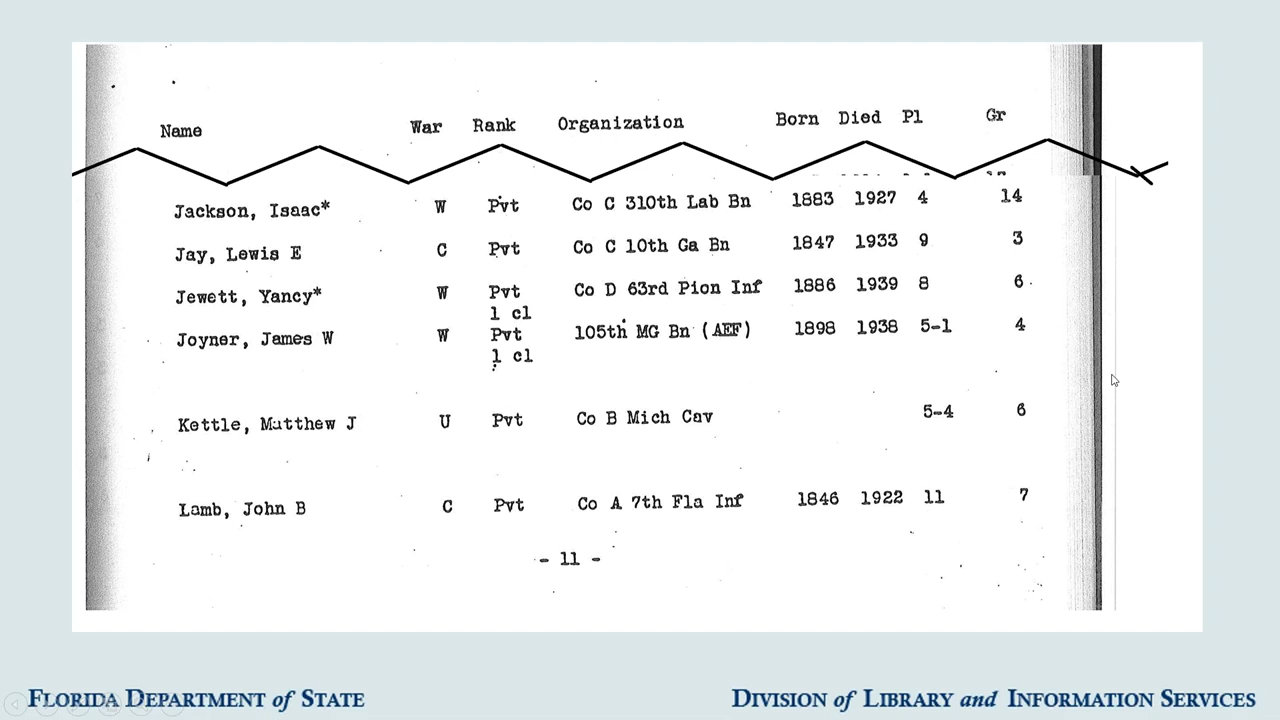 Name War Rank Organization Born Died Pl Gr
Jackson, Isaac* W Pvt Co C 310th Lab Bn 1883 1927 4 14
Jay, Lewis E C Pvt Co C 10th Ga Bn 1847 1933 9 3
Jewett, Yancy* W Pvt Co D 63rd Pion Inf 1886 1939 8 6
1 cl
Joyner, James W W Pvt 105th MG Bn (AEF) 1898 1938 5-1 4
1 cl
Kettle, Matthew J U Pvt Co B Mich Cav 5-4 6
Lamb, John B C Pvt Co A 7th Fla Inf 1846 1922 11 7
- 11 -
FLORIDA DEPARTMENT of STATE
DIVISION of LIBRARY and INFORMATION SERVICES